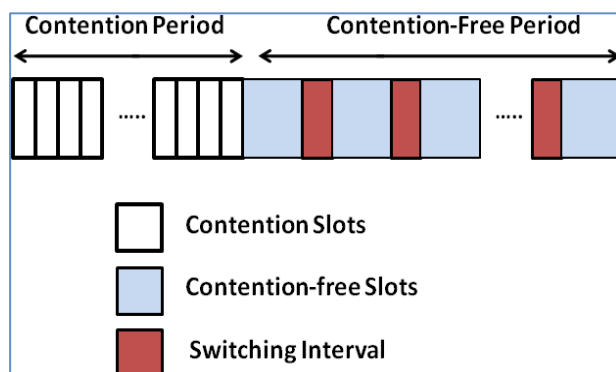 Contention Period Contention-Free Period
..... .....
Contention Slots
Contention-free Slots
Switching Interval